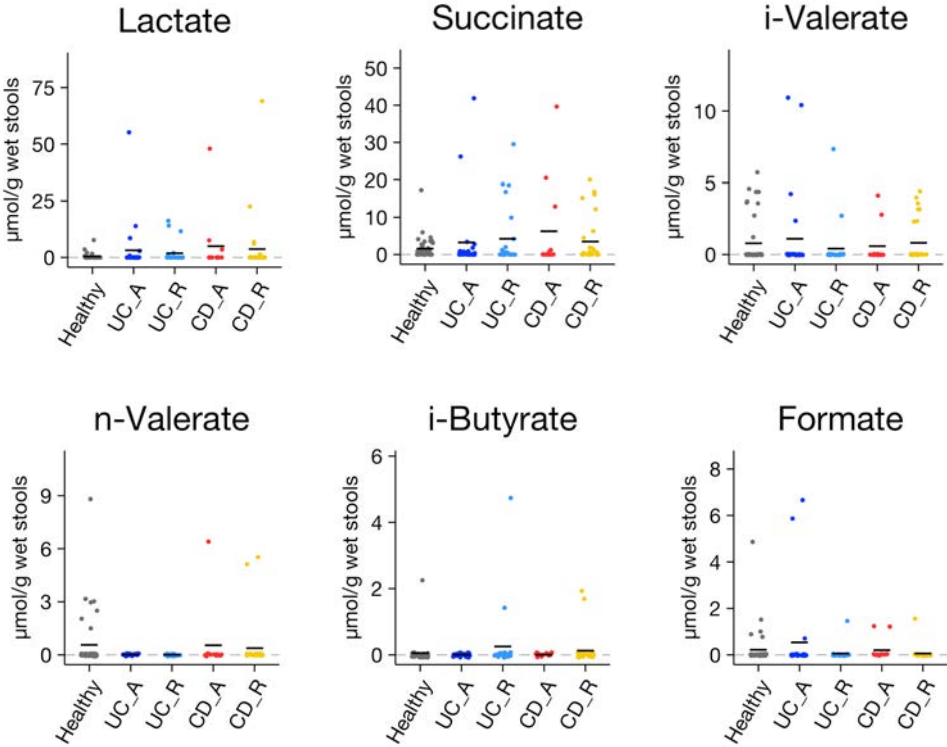 Lactate
μmol/g wet stools
75
50
25
0
Healthy
UC_A
UC_R
CD_A
CD_R
Succinate
μmol/g wet stools
50
40
30
20
10
0
Healthy
UC_A
UC_R
CD_A
CD_R
i-Valerate
μmol/g wet stools
10
5
0
Healthy
UC_A
UC_R
CD_A
CD_R
n-Valerate
μmol/g wet stools
9
6
3
0
Healthy
UC_A
UC_R
CD_A
CD_R
i-Butyrate
μmol/g wet stools
6
4
2
0
Healthy
UC_A
UC_R
CD_A
CD_R
Formate
μmol/g wet stools
8
6
4
2
0
Healthy
UC_A
UC_R
CD_A
CD_R